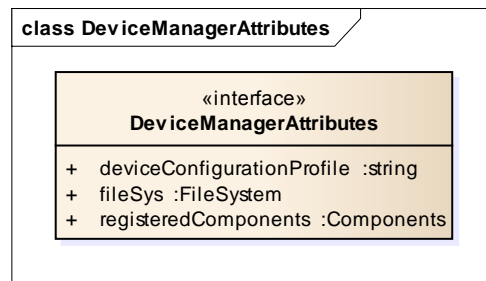 class DeviceManagerAttributes
«interface»
DeviceManagerAttributes
+ deviceConfigurationProfile :string
+ fileSys :FileSystem
+ registeredComponents :Components